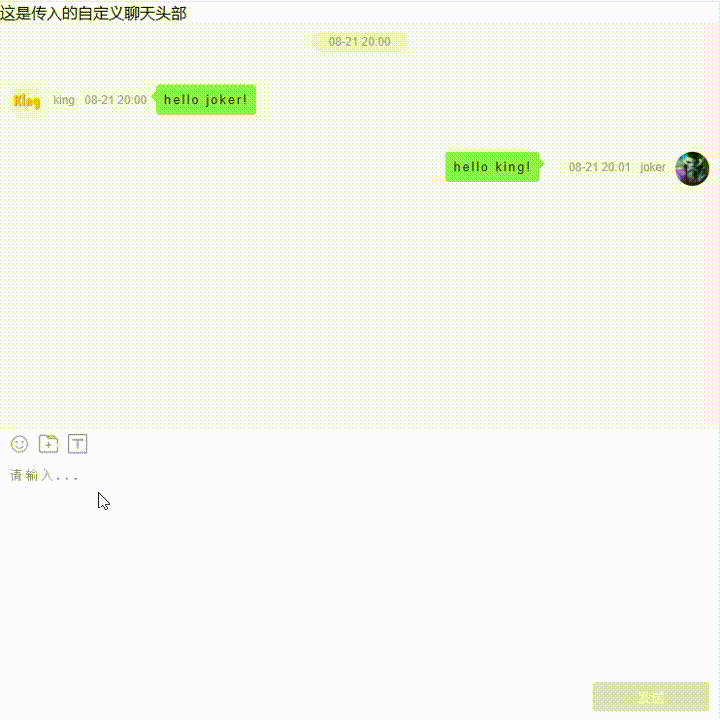 这是传入的自定义聊天头部
08-21 20:00
King king 08-21 20:00 hello joker!
hello king! 08-21 20:01 joker
T
请输入...
发送